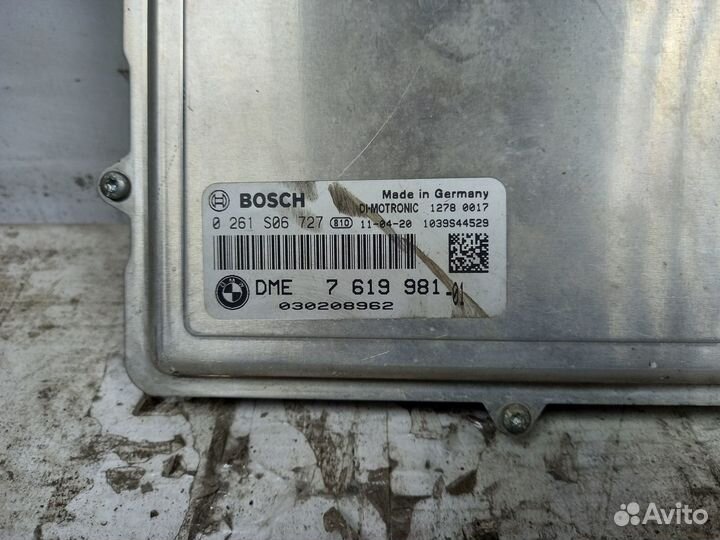 BOSCH
Made in Germany
DI-MOTRONIC 1278 0017
0 261 S06 727 810 11-04-20 1039S44529
BMW
DME 7 619 981-01
030208962
Avito